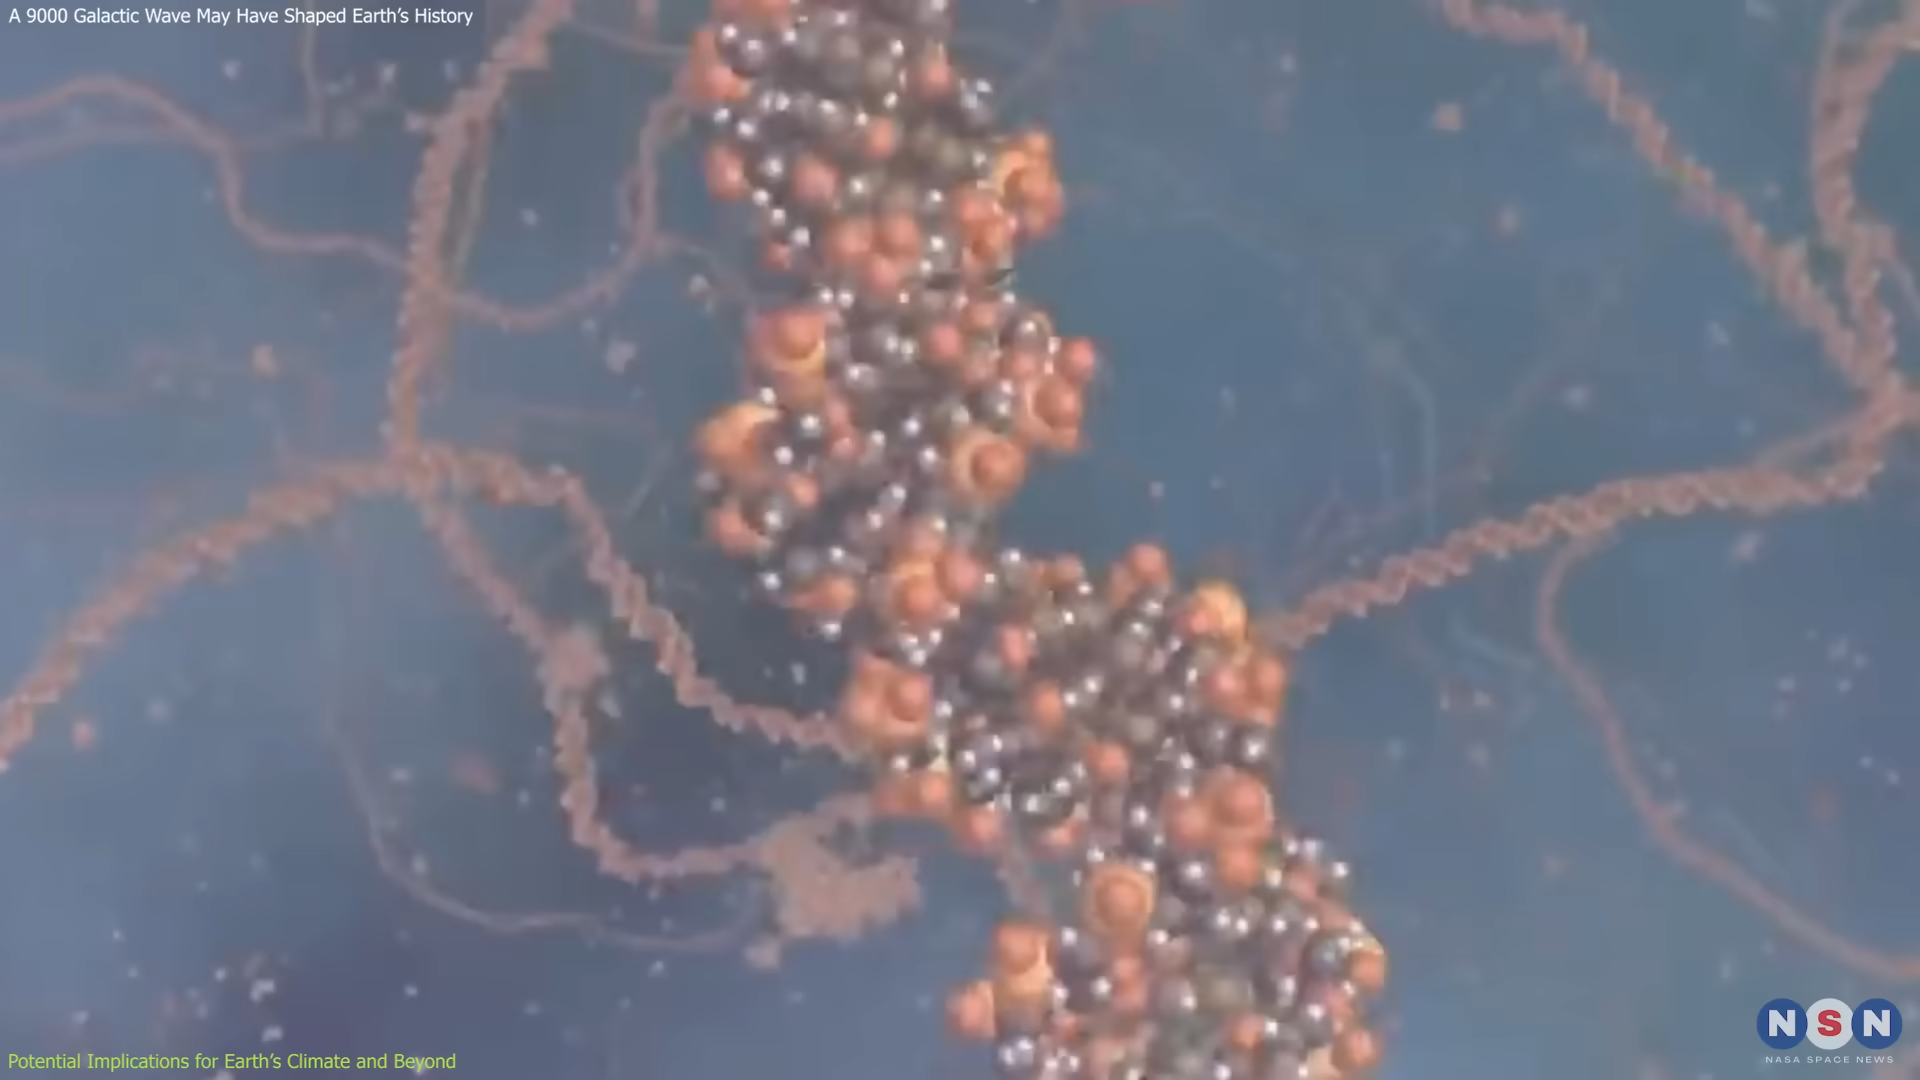 A 9000 Galactic Wave May Have Shaped Earth’s History
Potential Implications for Earth’s Climate and Beyond
NSN
NASA SPACE NEWS